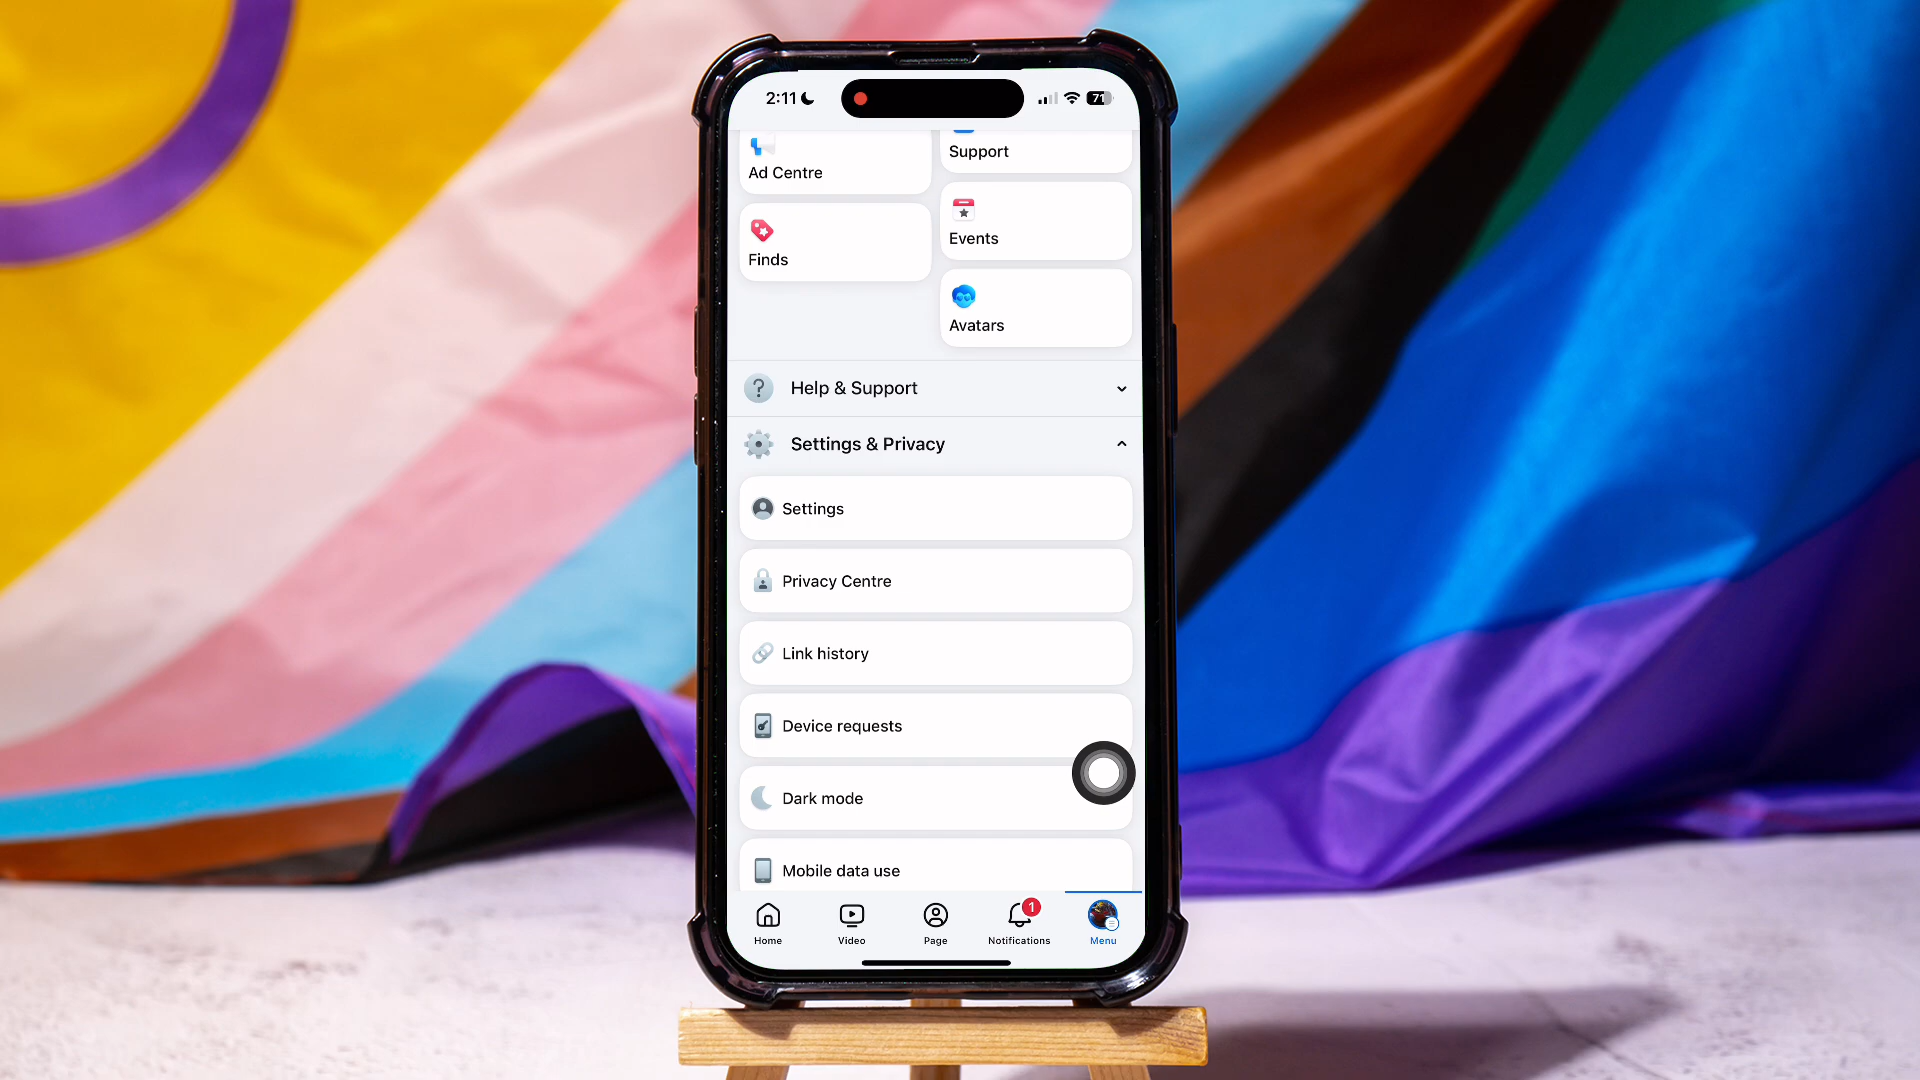 2:11
71
Ad Centre
Support
Finds
Events
Avatars
Help & Support
Settings & Privacy
Settings
Privacy Centre
Link history
Device requests
Dark mode
Mobile data use
1
Home
Video
Page
Notifications
Menu